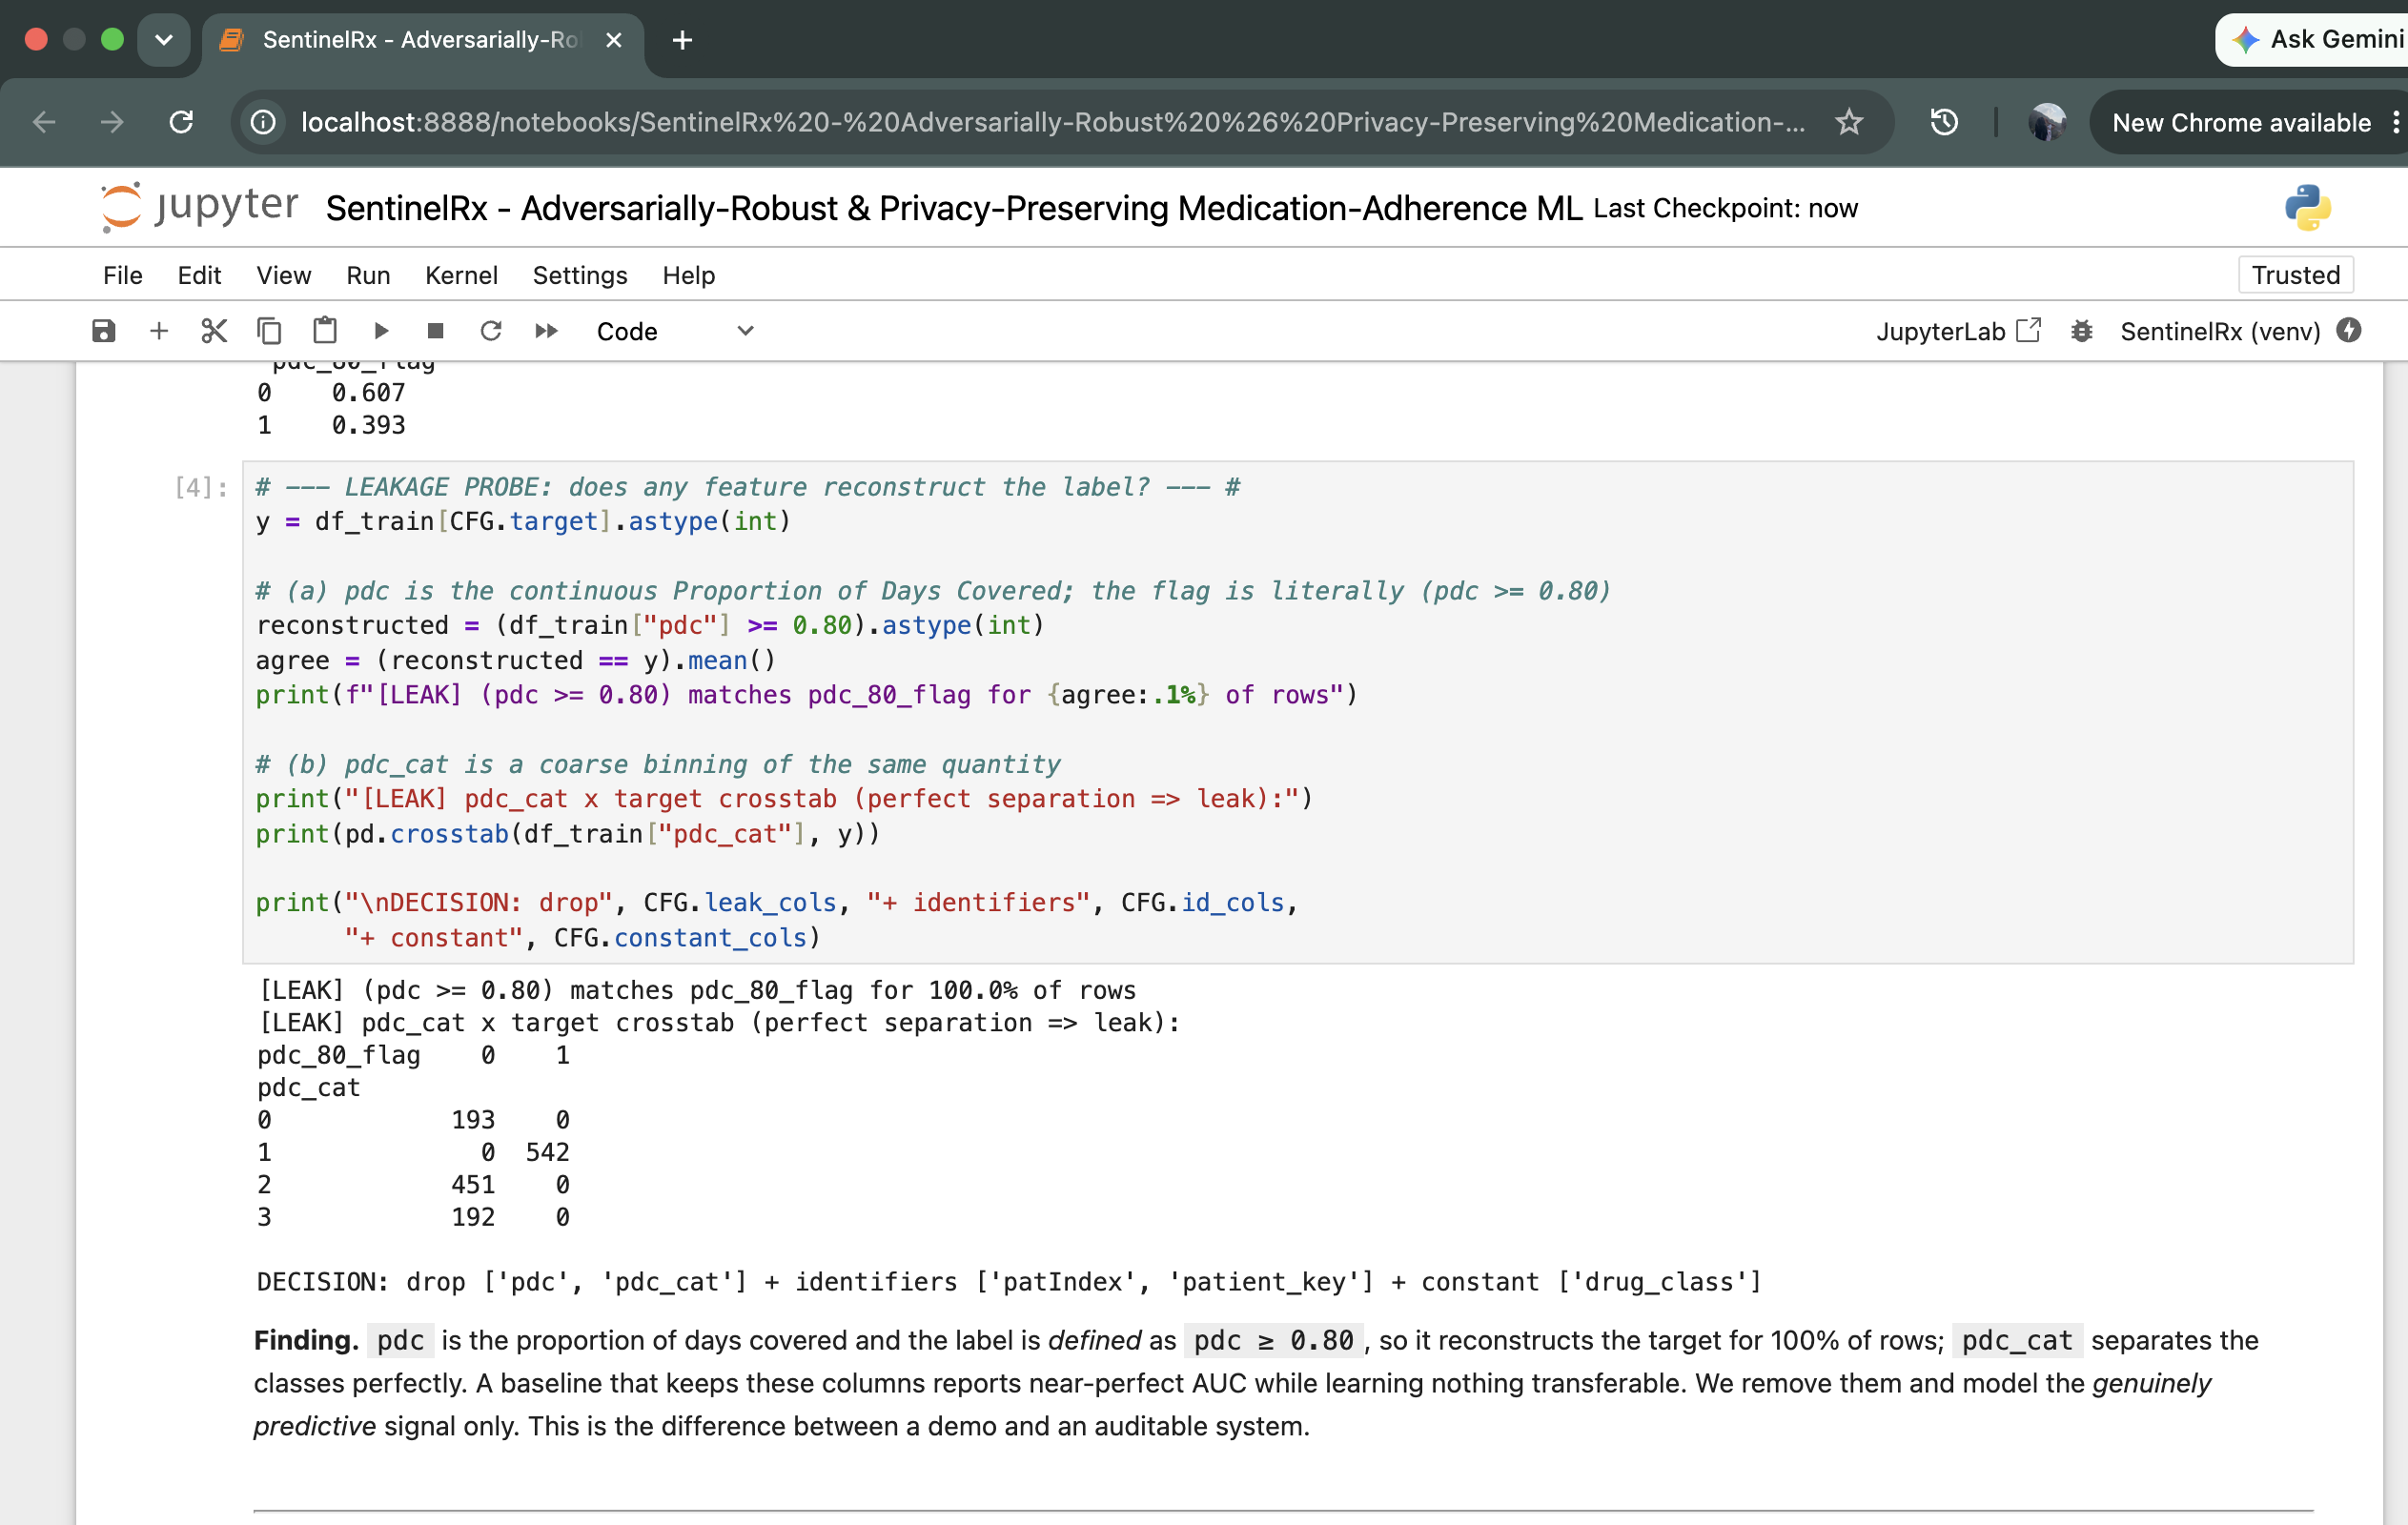 SentinelRx - Adversarially-Ro
Ask Gemini
localhost:8888/notebooks/SentinelRx%20-%20Adversarially-Robust%20%26%20Privacy-Preserving%20Medication-...
New Chrome available
jupyter SentinelRx - Adversarially-Robust & Privacy-Preserving Medication-Adherence ML Last Checkpoint: now
File Edit View Run Kernel Settings Help
Trusted
Code
JupyterLab SentinelRx (venv)
pdc_80_flag
0    0.607
1    0.393
[4]:
# --- LEAKAGE PROBE: does any feature reconstruct the label? --- #
y = df_train[CFG.target].astype(int)
# (a) pdc is the continuous Proportion of Days Covered; the flag is literally (pdc >= 0.80)
reconstructed = (df_train["pdc"] >= 0.80).astype(int)
agree = (reconstructed == y).mean()
print(f"[LEAK] (pdc >= 0.80) matches pdc_80_flag for {agree:.1%} of rows")
# (b) pdc_cat is a coarse binning of the same quantity
print("[LEAK] pdc_cat x target crosstab (perfect separation => leak):")
print(pd.crosstab(df_train["pdc_cat"], y))
print("\nDECISION: drop", CFG.leak_cols, "+ identifiers", CFG.id_cols,
      "+ constant", CFG.constant_cols)
[LEAK] (pdc >= 0.80) matches pdc_80_flag for 100.0% of rows
[LEAK] pdc_cat x target crosstab (perfect separation => leak):
pdc_80_flag    0    1
pdc_cat
0            193    0
1              0  542
2            451    0
3            192    0
DECISION: drop ['pdc', 'pdc_cat'] + identifiers ['patIndex', 'patient_key'] + constant ['drug_class']
Finding. pdc is the proportion of days covered and the label is defined as pdc ≥ 0.80, so it reconstructs the target for 100% of rows; pdc_cat separates the
classes perfectly. A baseline that keeps these columns reports near-perfect AUC while learning nothing transferable. We remove them and model the genuinely
predictive signal only. This is the difference between a demo and an auditable system.